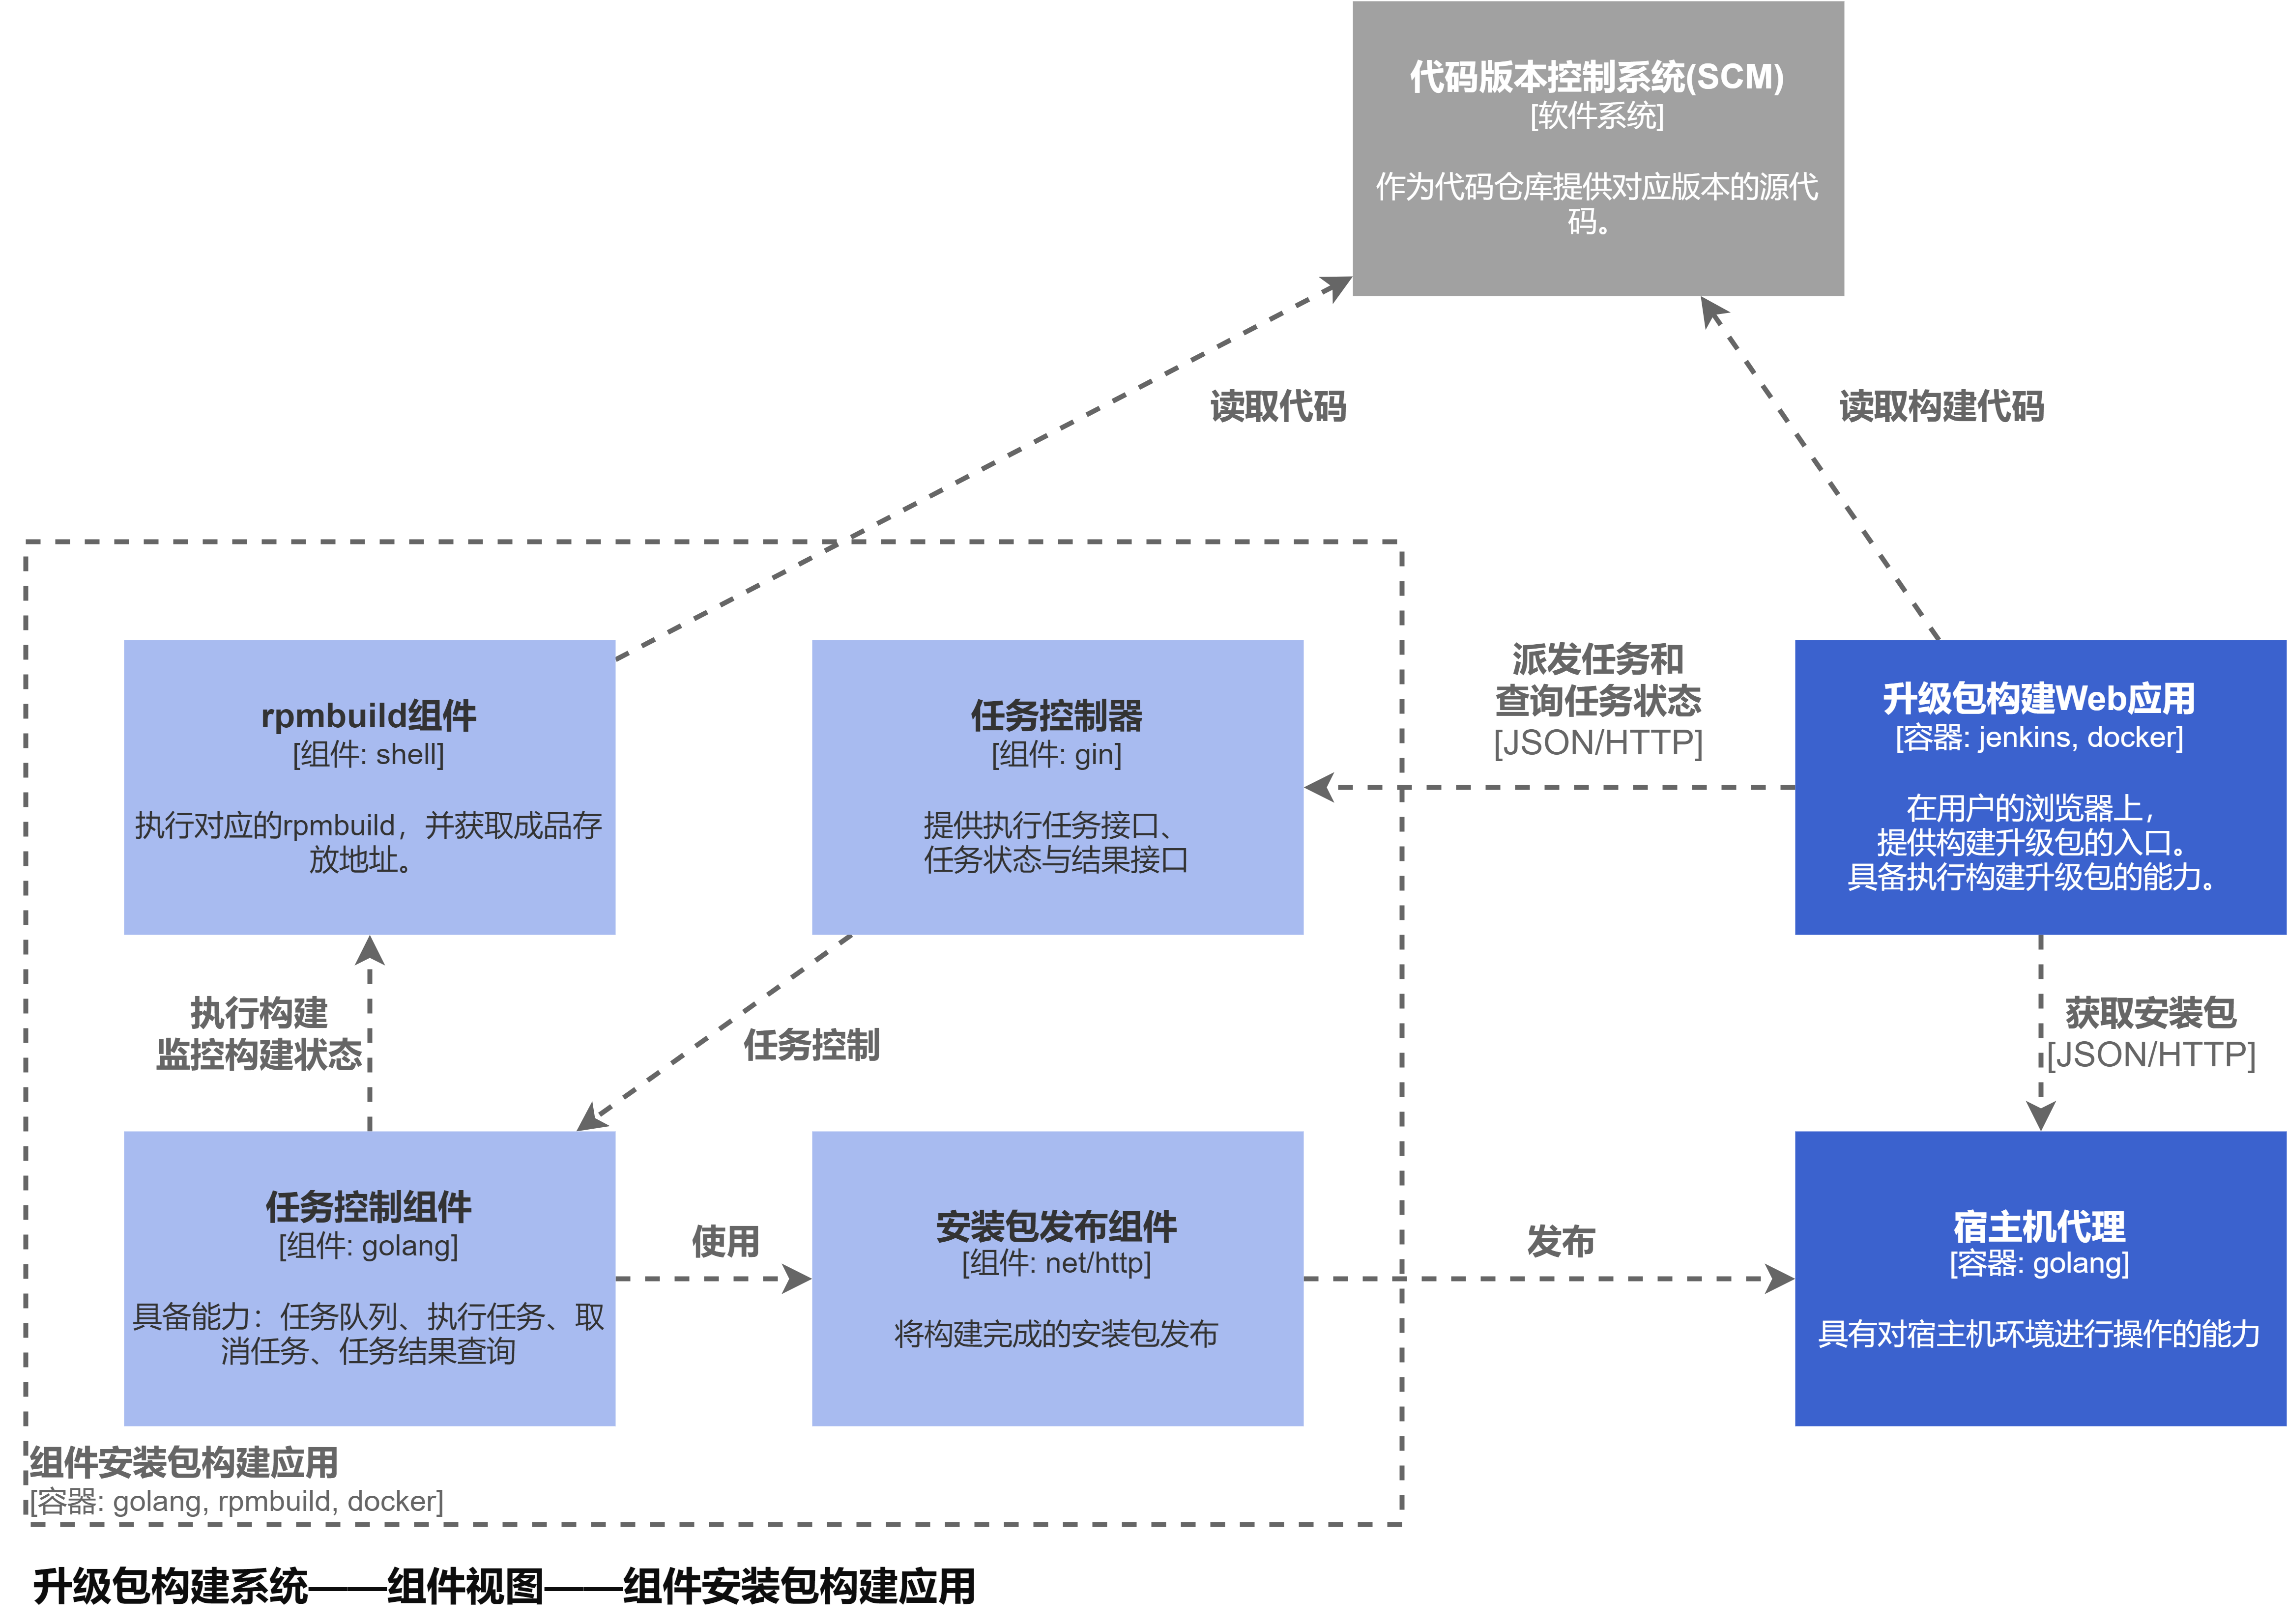 代码版本控制系统(SCM)
[软件系统]
作为代码仓库提供对应版本的源代
码。
读取代码
读取构建代码
rpmbuild组件
[组件: shell]
执行对应的rpmbuild，并获取成品存
放地址。
任务控制器
[组件: gin]
提供执行任务接口、
任务状态与结果接口
派发任务和
查询任务状态
[JSON/HTTP]
升级包构建Web应用
[容器: jenkins, docker]
在用户的浏览器上，
提供构建升级包的入口。
具备执行构建升级包的能力。
执行构建
监控构建状态
任务控制
获取安装包
[JSON/HTTP]
任务控制组件
[组件: golang]
具备能力：任务队列、执行任务、取
消任务、任务结果查询
使用
安装包发布组件
[组件: net/http]
将构建完成的安装包发布
发布
宿主机代理
[容器: golang]
具有对宿主机环境进行操作的能力
组件安装包构建应用
[容器: golang, rpmbuild, docker]
升级包构建系统——组件视图——组件安装包构建应用